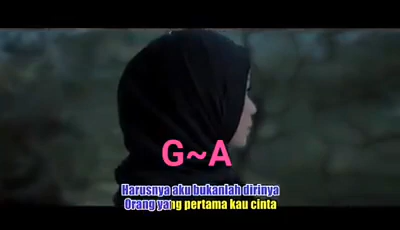 G~A
Harusnya aku bukanlah dirinya
Orang yang pertama kau cinta